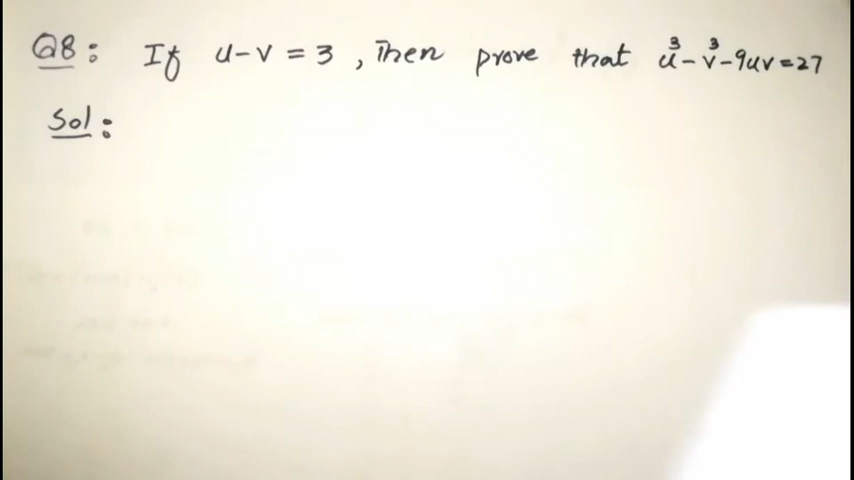 Q8: If u-v = 3, Then prove that u³-v³-9uv=27
Sol: